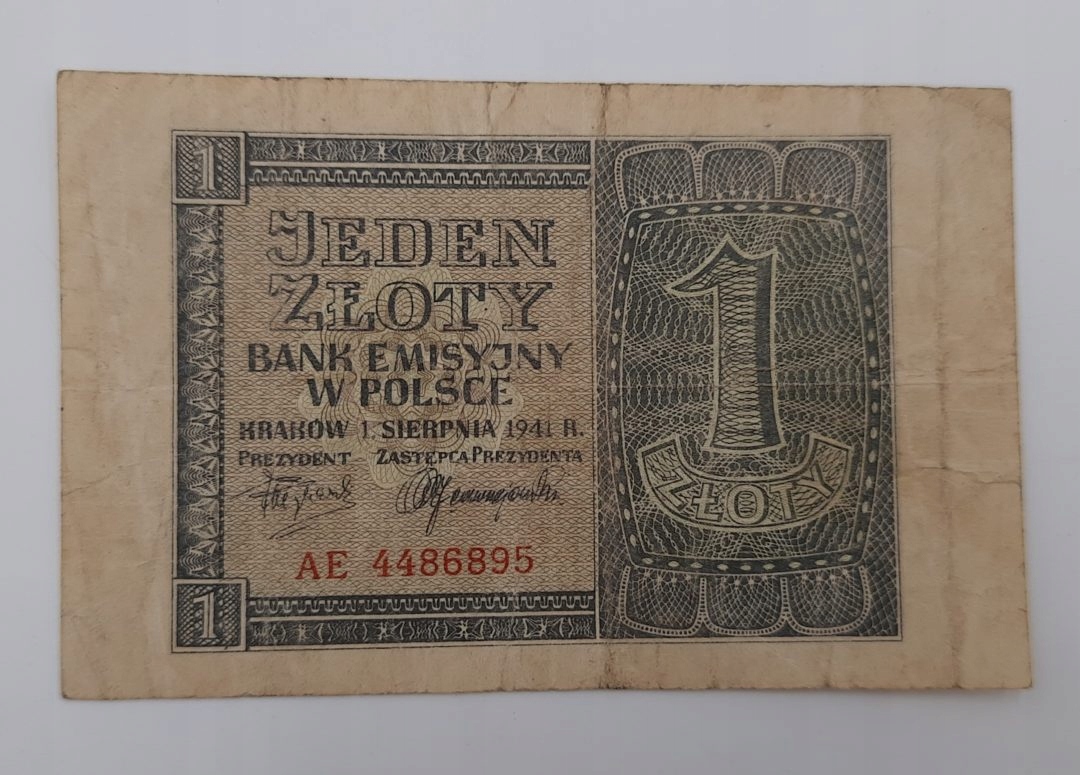 1
JEDEN
ZŁOTY
BANK EMISYJNY
W POLSCE
KRAKÓW 1. SIERPNIA 1941 R.
PREZYDENT ZASTĘPCA PREZYDENTA
AE 4486895
1
1
ZŁOTY